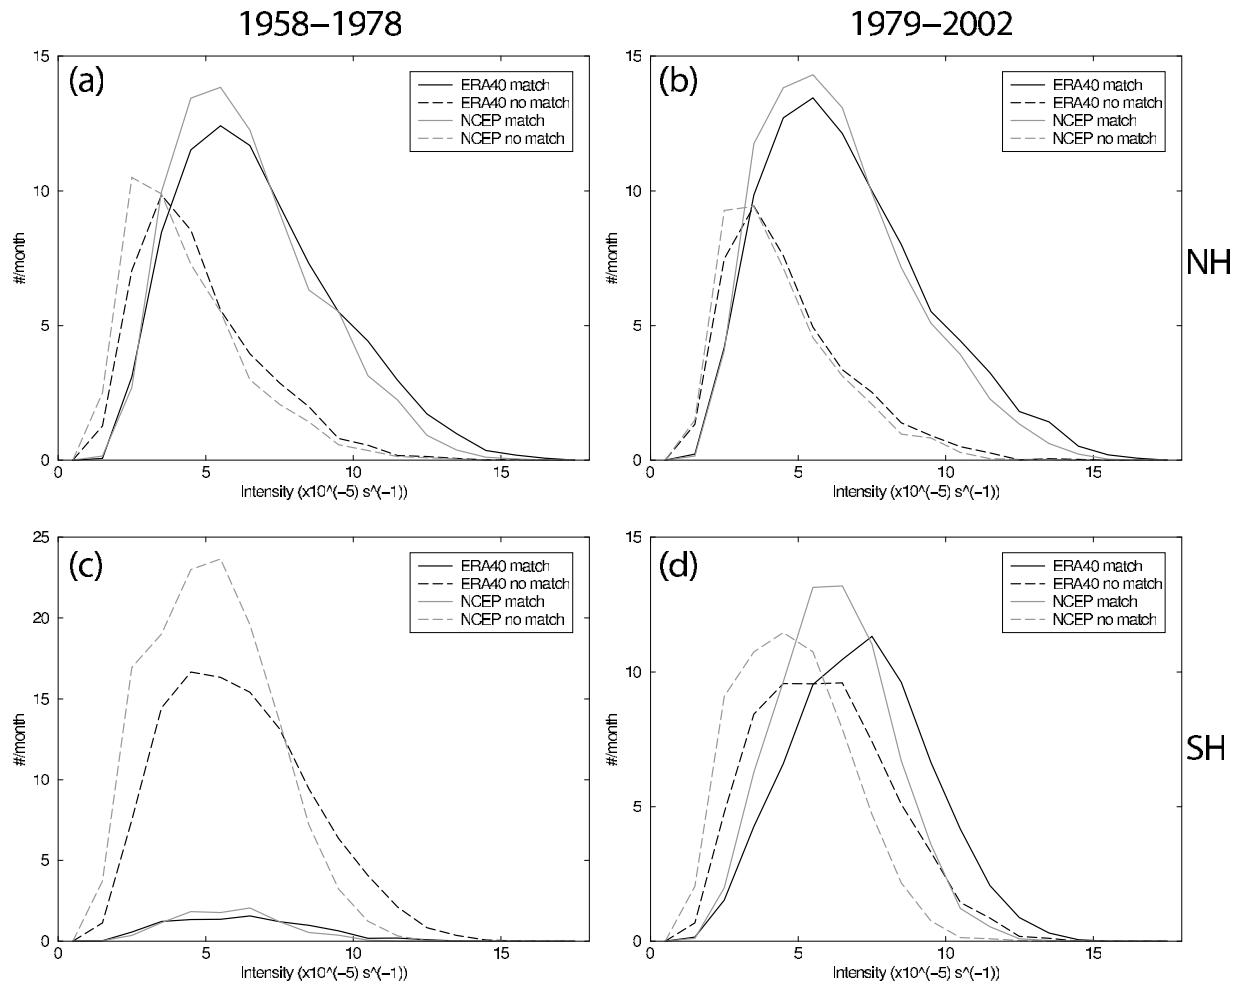 1958−1978
1979−2002
(a)
ERA40 match
ERA40 no match
NCEP match
NCEP no match
15
10
5
0
#/month
0 5 10 15
Intensity (x10^(−5) s^(−1))
(b)
ERA40 match
ERA40 no match
NCEP match
NCEP no match
15
10
5
0
#/month
0 5 10 15
Intensity (x10^(−5) s^(−1))
NH
(c)
ERA40 match
ERA40 no match
NCEP match
NCEP no match
25
20
15
10
5
0
#/month
0 5 10 15
Intensity (x10^(−5) s^(−1))
(d)
ERA40 match
ERA40 no match
NCEP match
NCEP no match
15
10
5
0
#/month
0 5 10 15
Intensity (x10^(−5) s^(−1))
SH